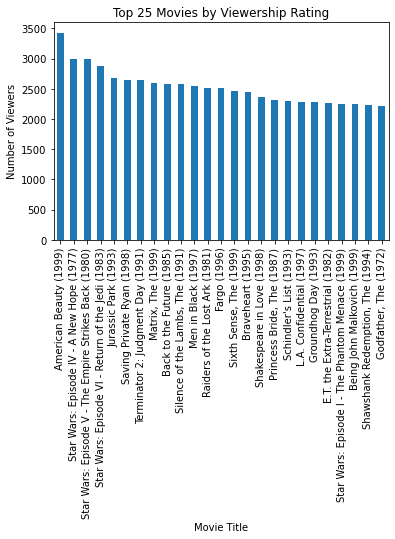 Top 25 Movies by Viewership Rating
Number of Viewers
3500
3000
2500
2000
1500
1000
500
0
American Beauty (1999)
Star Wars: Episode IV - A New Hope (1977)
Star Wars: Episode V - The Empire Strikes Back (1980)
Star Wars: Episode VI - Return of the Jedi (1983)
Jurassic Park (1993)
Saving Private Ryan (1998)
Terminator 2: Judgment Day (1991)
Matrix, The (1999)
Back to the Future (1985)
Silence of the Lambs, The (1991)
Men in Black (1997)
Raiders of the Lost Ark (1981)
Fargo (1996)
Sixth Sense, The (1999)
Braveheart (1995)
Shakespeare in Love (1998)
Princess Bride, The (1987)
Schindler's List (1993)
L.A. Confidential (1997)
Groundhog Day (1993)
E.T. the Extra-Terrestrial (1982)
Star Wars: Episode I - The Phantom Menace (1999)
Being John Malkovich (1999)
Shawshank Redemption, The (1994)
Godfather, The (1972)
Movie Title